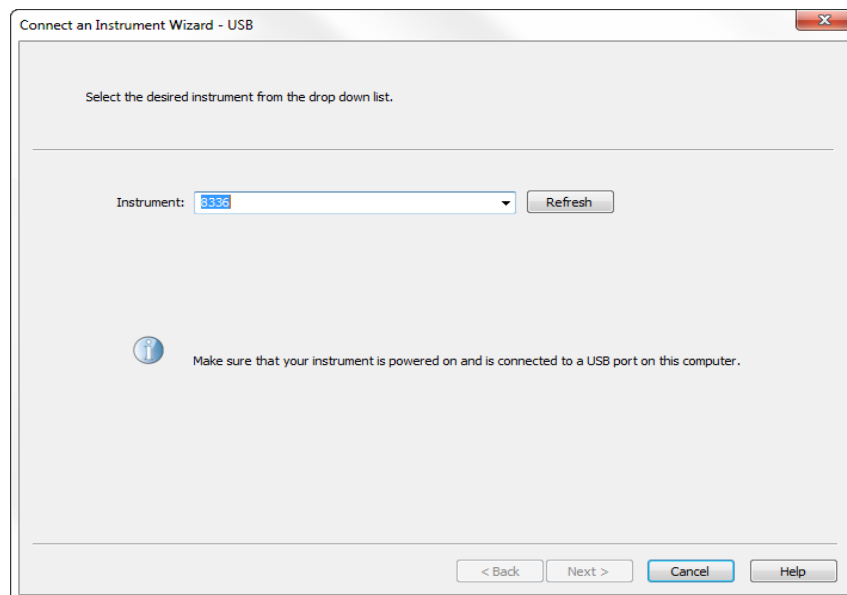 Connect an Instrument Wizard - USB
Select the desired instrument from the drop down list.
Instrument: 8336 Refresh
Make sure that your instrument is powered on and is connected to a USB port on this computer.
< Back Next > Cancel Help